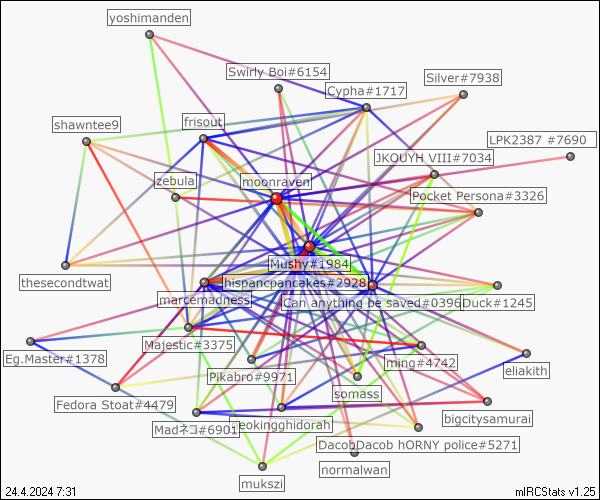 yoshimanden
Swirly Boi#6154
Silver#7938
Cypha#1717
shawntee9
frisout
LPK2387 #7690
JKOUYH VIII#7034
zebula
moonraven
Pocket Persona#3326
Mushy#1984
thesecondtwat
hispancpancakes#2928
marcemadness
Can anything be saved#0396
Duck#1245
Majestic#3375
Eg.Master#1378
ming#4742
eliakith
Pikabro#9971
somass
Fedora Stoat#4479
bigcitysamurai
Madネコ#6901
neokingghidorah
DacobDacob hORNY police#5271
normalwan
mukszi
24.4.2024 7:31
mIRCStats v1.25